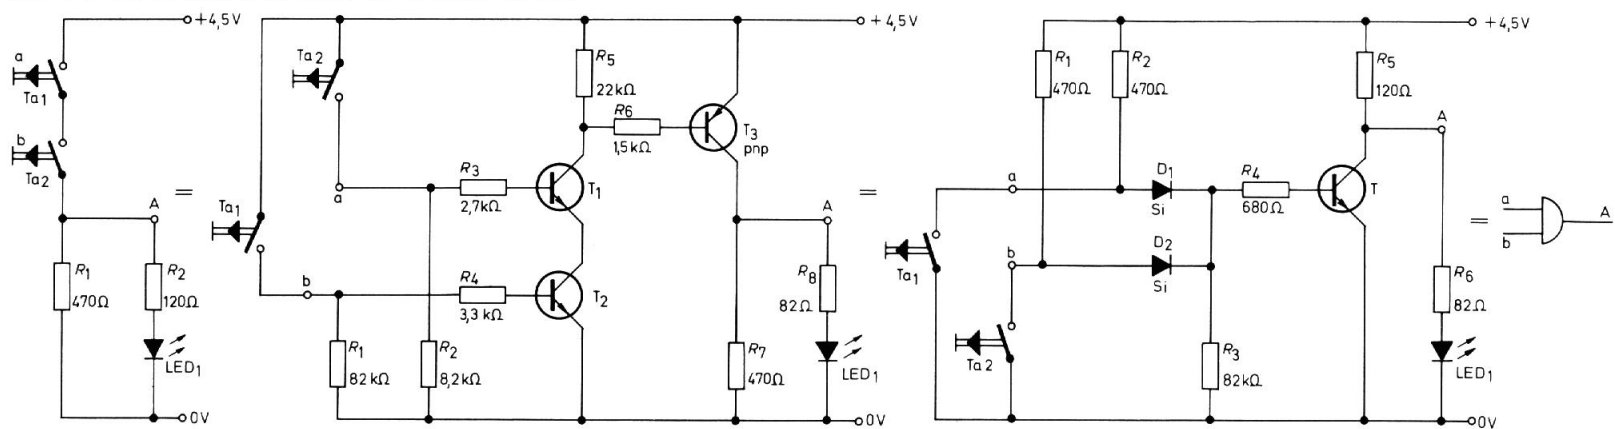 +4,5V
a
Ta1
b
Ta2
A
R1
470Ω
R2
120Ω
LED1
0V
=
+4,5V
Ta2
R5
22kΩ
R6
1,5kΩ
T3
pnp
a
R3
2,7kΩ
T1
Ta1
A
b
R4
3,3kΩ
T2
R8
82Ω
R1
82kΩ
R2
8,2kΩ
R7
470Ω
LED1
0V
=
+4,5V
R1
470Ω
R2
470Ω
R5
120Ω
A
a
D1
Si
R4
680Ω
T
Ta1
b
D2
Si
R6
82Ω
Ta2
R3
82kΩ
LED1
0V
=
a
b
A